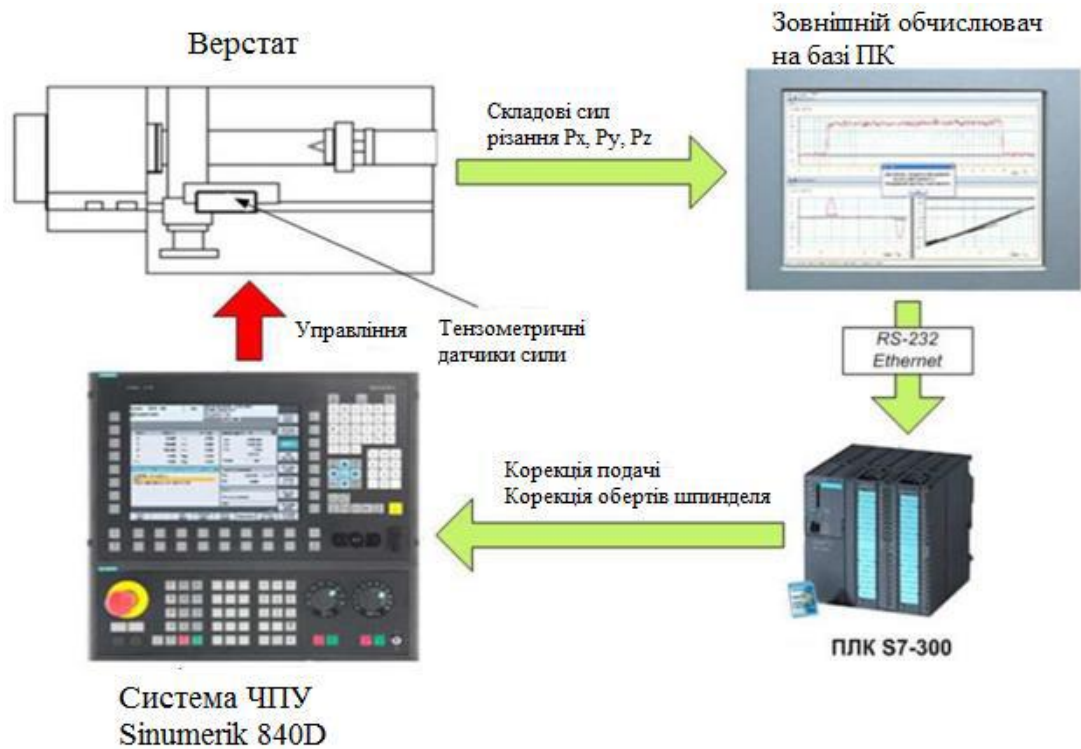 Верстат
Зовнішній обчислювач
на базі ПК
Складові сил
різання Px, Py, Pz
Управління
Тензометричні
датчики сили
RS-232
Ethernet
Корекція подачі
Корекція обертів шпинделя
ПЛК S7-300
Система ЧПУ
Sinumerik 840D